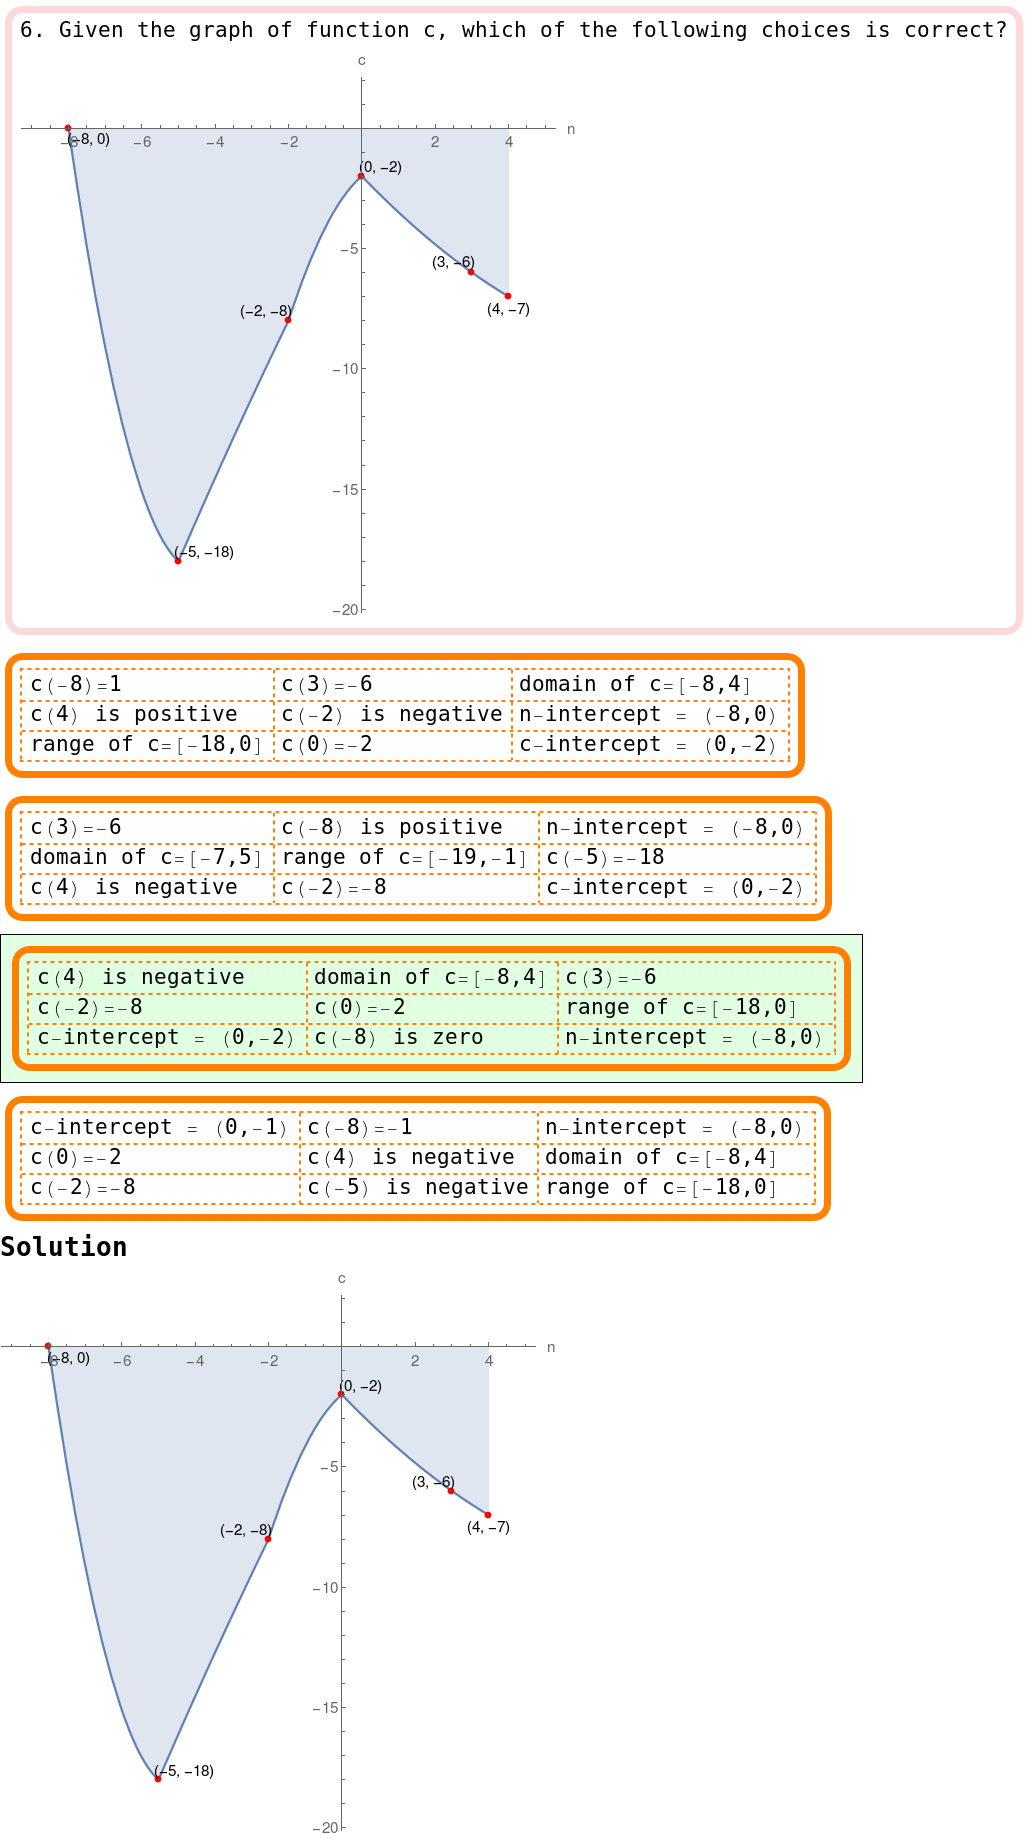 6. Given the graph of function c, which of the following choices is correct?
c
n
(-8, 0)
-8 -6 -4 -2 2 4
(0, -2)
-5
(3, -6)
(-2, -8)
(4, -7)
-10
-15
(-5, -18)
-20
c(-8)=1 c(3)=-6 domain of c=[-8,4]
c(4) is positive c(-2) is negative n-intercept = (-8,0)
range of c=[-18,0] c(0)=-2 c-intercept = (0,-2)
c(3)=-6 c(-8) is positive n-intercept = (-8,0)
domain of c=[-7,5] range of c=[-19,-1] c(-5)=-18
c(4) is negative c(-2)=-8 c-intercept = (0,-2)
c(4) is negative domain of c=[-8,4] c(3)=-6
c(-2)=-8 c(0)=-2 range of c=[-18,0]
c-intercept = (0,-2) c(-8) is zero n-intercept = (-8,0)
c-intercept = (0,-1) c(-8)=-1 n-intercept = (-8,0)
c(0)=-2 c(4) is negative domain of c=[-8,4]
c(-2)=-8 c(-5) is negative range of c=[-18,0]
Solution
c
n
(-8, 0)
-8 -6 -4 -2 2 4
(0, -2)
-5
(3, -6)
(-2, -8)
(4, -7)
-10
-15
(-5, -18)
-20